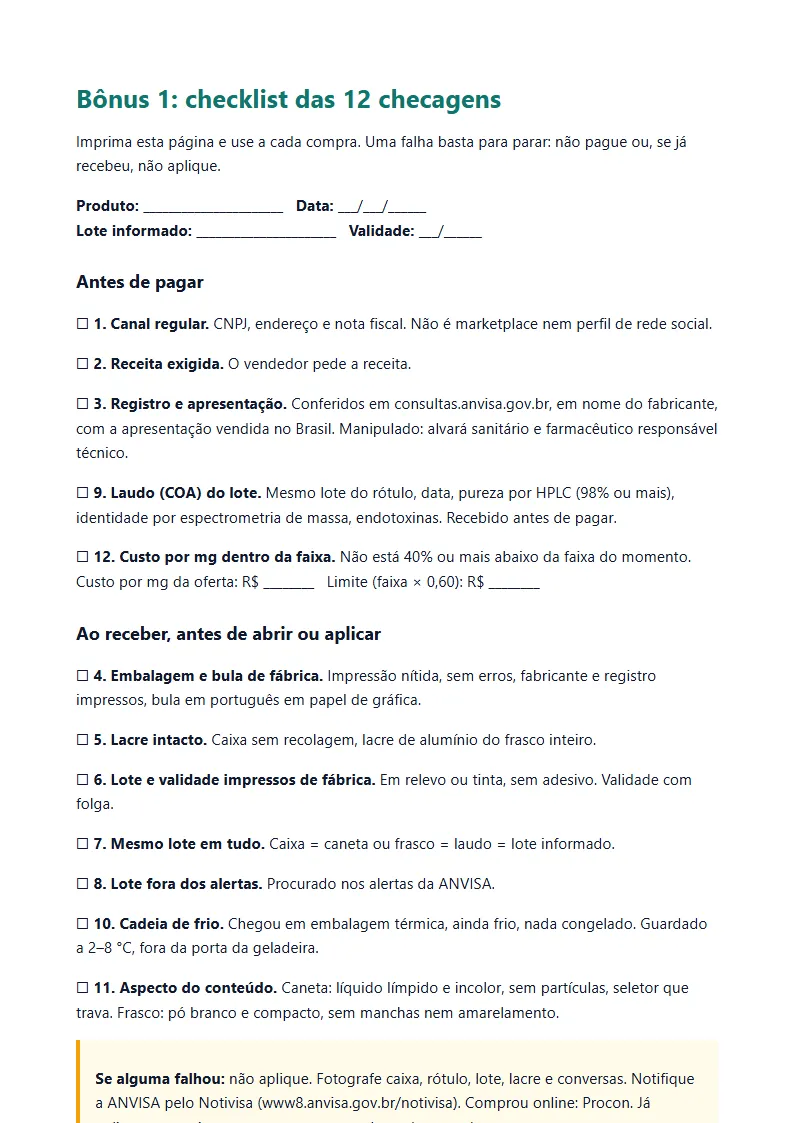 Bônus 1: checklist das 12 checagens
Imprima esta página e use a cada compra. Uma falha basta para parar: não pague ou, se já
recebeu, não aplique.
Produto: ____________________ Data: ___/___/______
Lote informado: ____________________ Validade: ___/______
Antes de pagar
☐ 1. Canal regular. CNPJ, endereço e nota fiscal. Não é marketplace nem perfil de rede social.
☐ 2. Receita exigida. O vendedor pede a receita.
☐ 3. Registro e apresentação. Conferidos em consultas.anvisa.gov.br, em nome do fabricante,
com a apresentação vendida no Brasil. Manipulado: alvará sanitário e farmacêutico responsável
técnico.
☐ 9. Laudo (COA) do lote. Mesmo lote do rótulo, data, pureza por HPLC (98% ou mais),
identidade por espectrometria de massa, endotoxinas. Recebido antes de pagar.
☐ 12. Custo por mg dentro da faixa. Não está 40% ou mais abaixo da faixa do momento.
Custo por mg da oferta: R$ ________ Limite (faixa × 0,60): R$ ________
Ao receber, antes de abrir ou aplicar
☐ 4. Embalagem e bula de fábrica. Impressão nítida, sem erros, fabricante e registro
impressos, bula em português em papel de gráfica.
☐ 5. Lacre intacto. Caixa sem recolagem, lacre de alumínio do frasco inteiro.
☐ 6. Lote e validade impressos de fábrica. Em relevo ou tinta, sem adesivo. Validade com
folga.
☐ 7. Mesmo lote em tudo. Caixa = caneta ou frasco = laudo = lote informado.
☐ 8. Lote fora dos alertas. Procurado nos alertas da ANVISA.
☐ 10. Cadeia de frio. Chegou em embalagem térmica, ainda frio, nada congelado. Guardado
a 2–8 °C, fora da porta da geladeira.
☐ 11. Aspecto do conteúdo. Caneta: líquido límpido e incolor, sem partículas, seletor que
trava. Frasco: pó branco e compacto, sem manchas nem amarelamento.
Se alguma falhou: não aplique. Fotografe caixa, rótulo, lote, lacre e conversas. Notifique
a ANVISA pelo Notivisa (www8.anvisa.gov.br/notivisa). Comprou online: Procon. Já